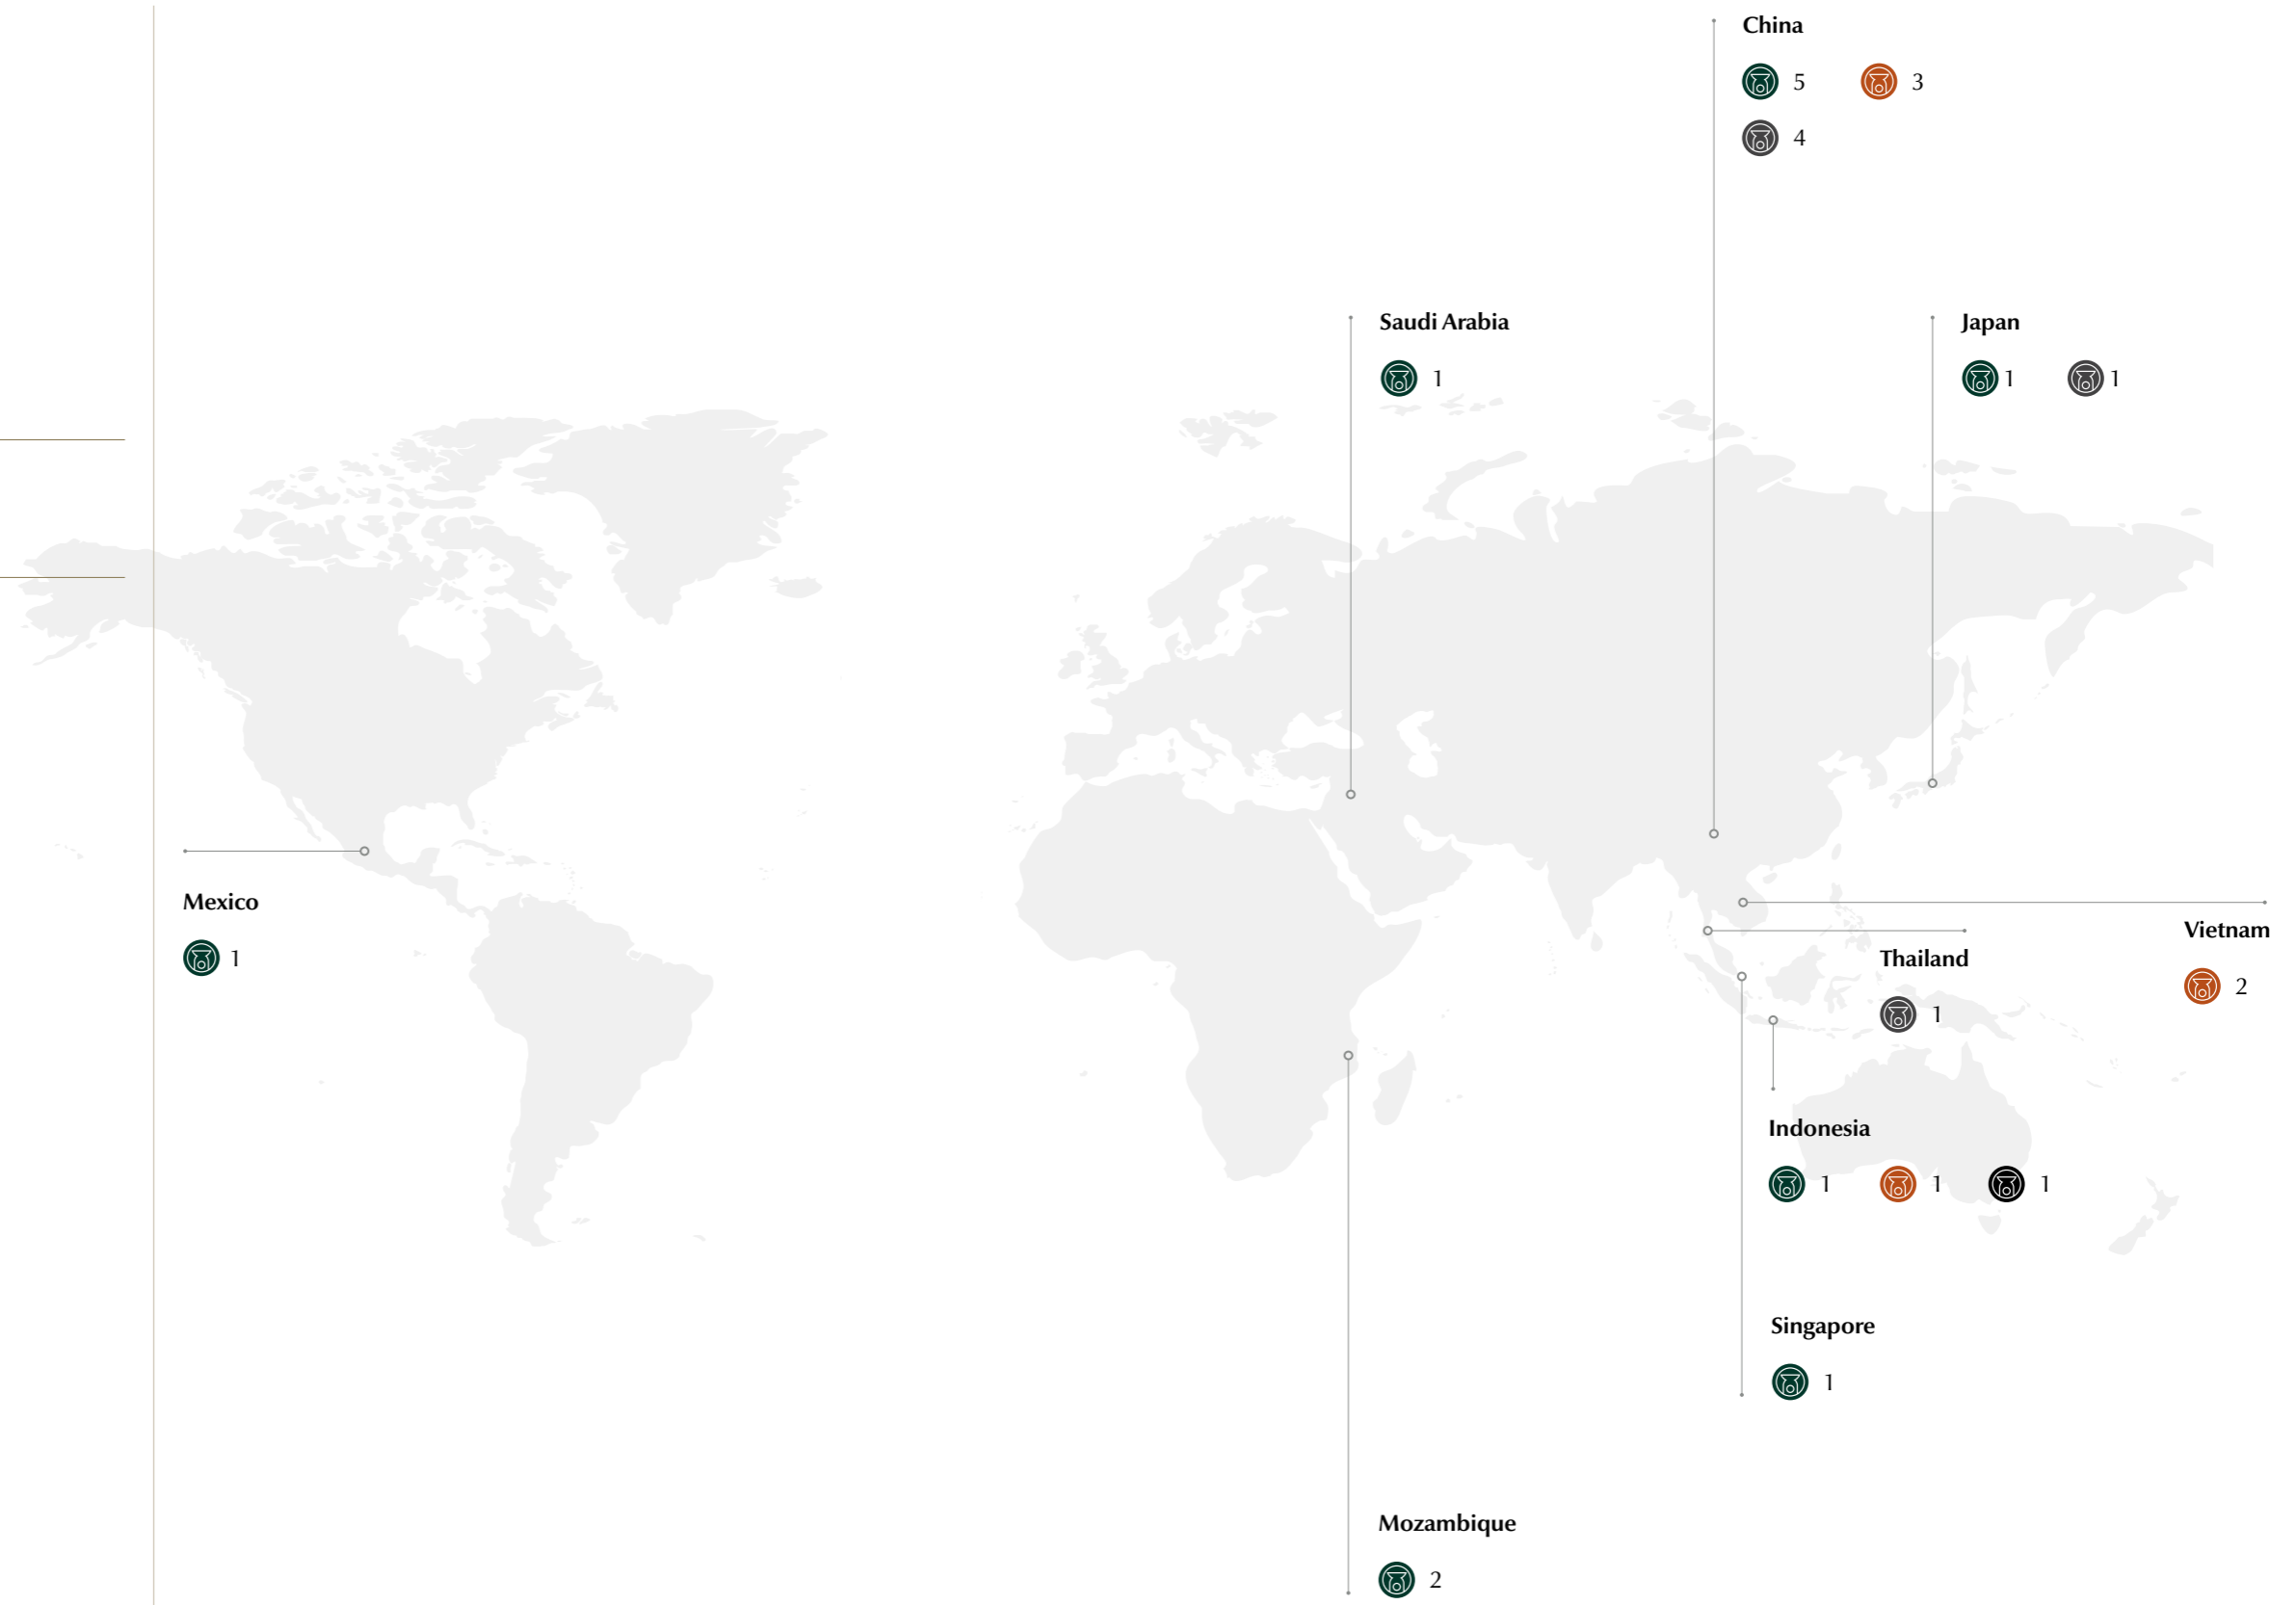 China
5 3
4
Saudi Arabia
1
Japan
1 1
Mexico
1
Vietnam
2
Thailand
1
Indonesia
1 1 1
Singapore
1
Mozambique
2